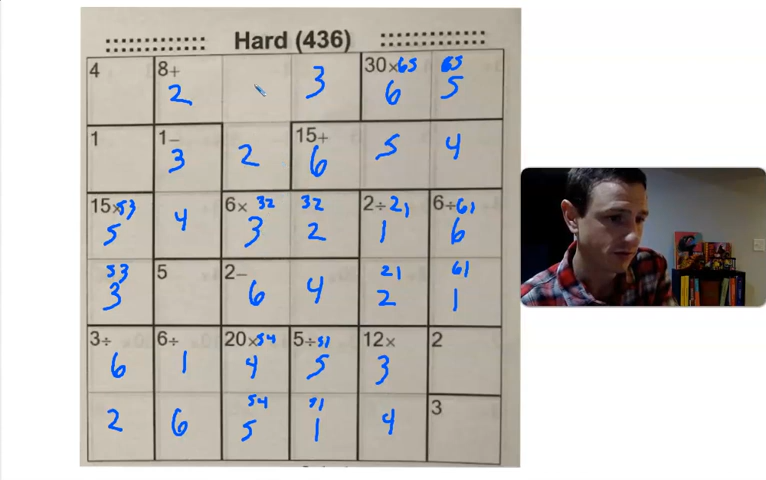 Hard (436)
4 8+ 30× 65 65
2 3 6 5
1 1- 15+
3 2 6 5 4
15× 53 6× 32 32 2÷ 21 6÷ 61
5 4 3 2 1 6
53 5 2- 21 61
3 6 4 2 1
3÷ 6÷ 20× 54 5÷ 51 12× 2
6 1 4 5 3
54 51 3
2 6 5 1 4